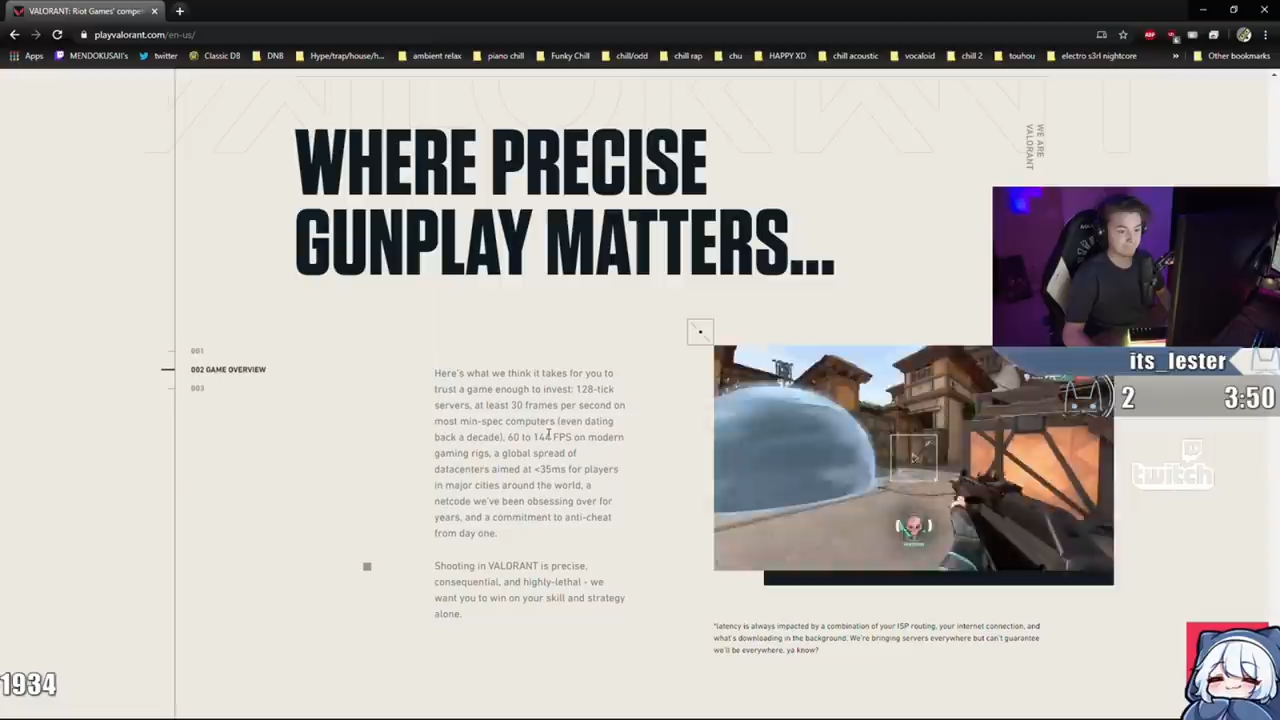 VALORANT: Riot Games' compe
playvalorant.com/en-us/
Apps
MENDOKUSAII's
twitter
Classic DB
DNB
Hype/trap/house/h...
ambient relax
piano chill
Funky Chill
chill/odd
chill rap
chu
HAPPY XD
chill acoustic
vocaloid
chill 2
touhou
electro s3rl nightcore
Other bookmarks
WE ARE
VALORANT
WHERE PRECISE
GUNPLAY MATTERS...
001
002 GAME OVERVIEW
003
Here's what we think it takes for you to
trust a game enough to invest: 128-tick
servers, at least 30 frames per second on
most min-spec computers (even dating
back a decade), 60 to 144 FPS on modern
gaming rigs, a global spread of
datacenters aimed at <35ms for players
in major cities around the world, a
netcode we've been obsessing over for
years, and a commitment to anti-cheat
from day one.
Shooting in VALORANT is precise,
consequential, and highly-lethal - we
want you to win on your skill and strategy
alone.
its_lester
2
3:50
twitch
*latency is always impacted by a combination of your ISP routing, your internet connection, and
what's downloading in the background. We're bringing servers everywhere but can't guarantee
we'll be everywhere, ya know?
1934